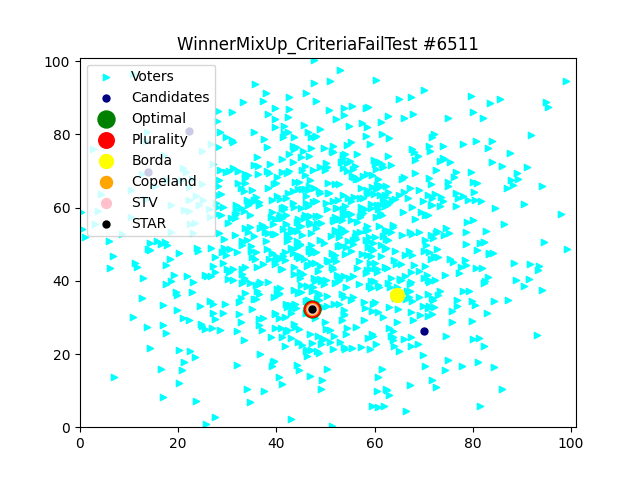 WinnerMixUp_CriteriaFailTest #6511
100
80
60
40
20
0
0
20
40
60
80
100
Voters
Candidates
Optimal
Plurality
Borda
Copeland
STV
STAR